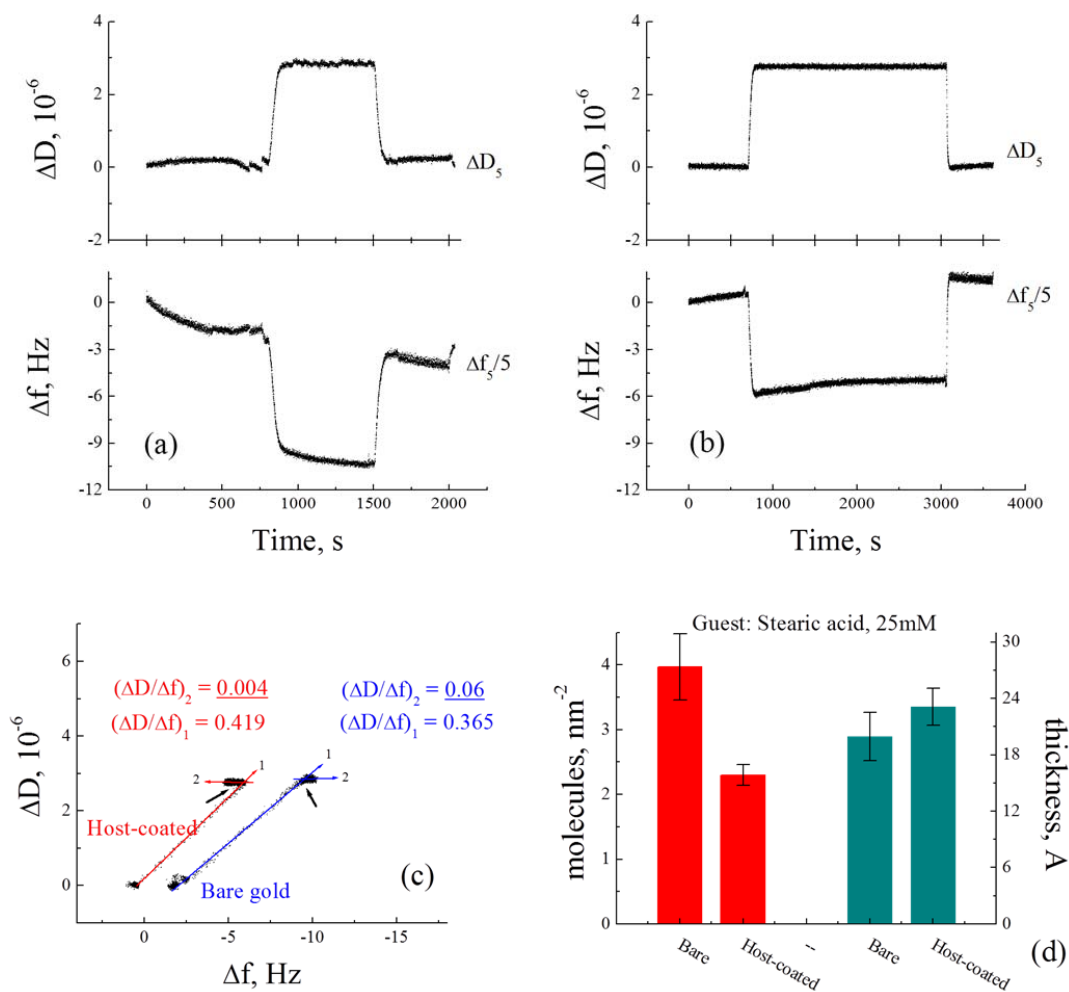 4
2
0
-2
ΔD, 10⁻⁶
ΔD₅
0
-3
-6
-9
-12
Δf, Hz
Δf₅/5
(a)
0 500 1000 1500 2000
Time, s
4
2
0
-2
ΔD, 10⁻⁶
ΔD₅
0
-3
-6
-9
-12
Δf, Hz
Δf₅/5
(b)
0 1000 2000 3000 4000
Time, s
6
4
2
0
ΔD, 10⁻⁶
(ΔD/Δf)₂ = 0.004
(ΔD/Δf)₁ = 0.419
(ΔD/Δf)₂ = 0.06
(ΔD/Δf)₁ = 0.365
2
1
1
2
Host-coated
Bare gold
(c)
0 -5 -10 -15
Δf, Hz
Guest: Stearic acid, 25mM
4
3
2
1
0
molecules, nm⁻²
30
24
18
12
6
0
thickness, A
Bare
Host-coated
--
Bare
Host-coated
(d)